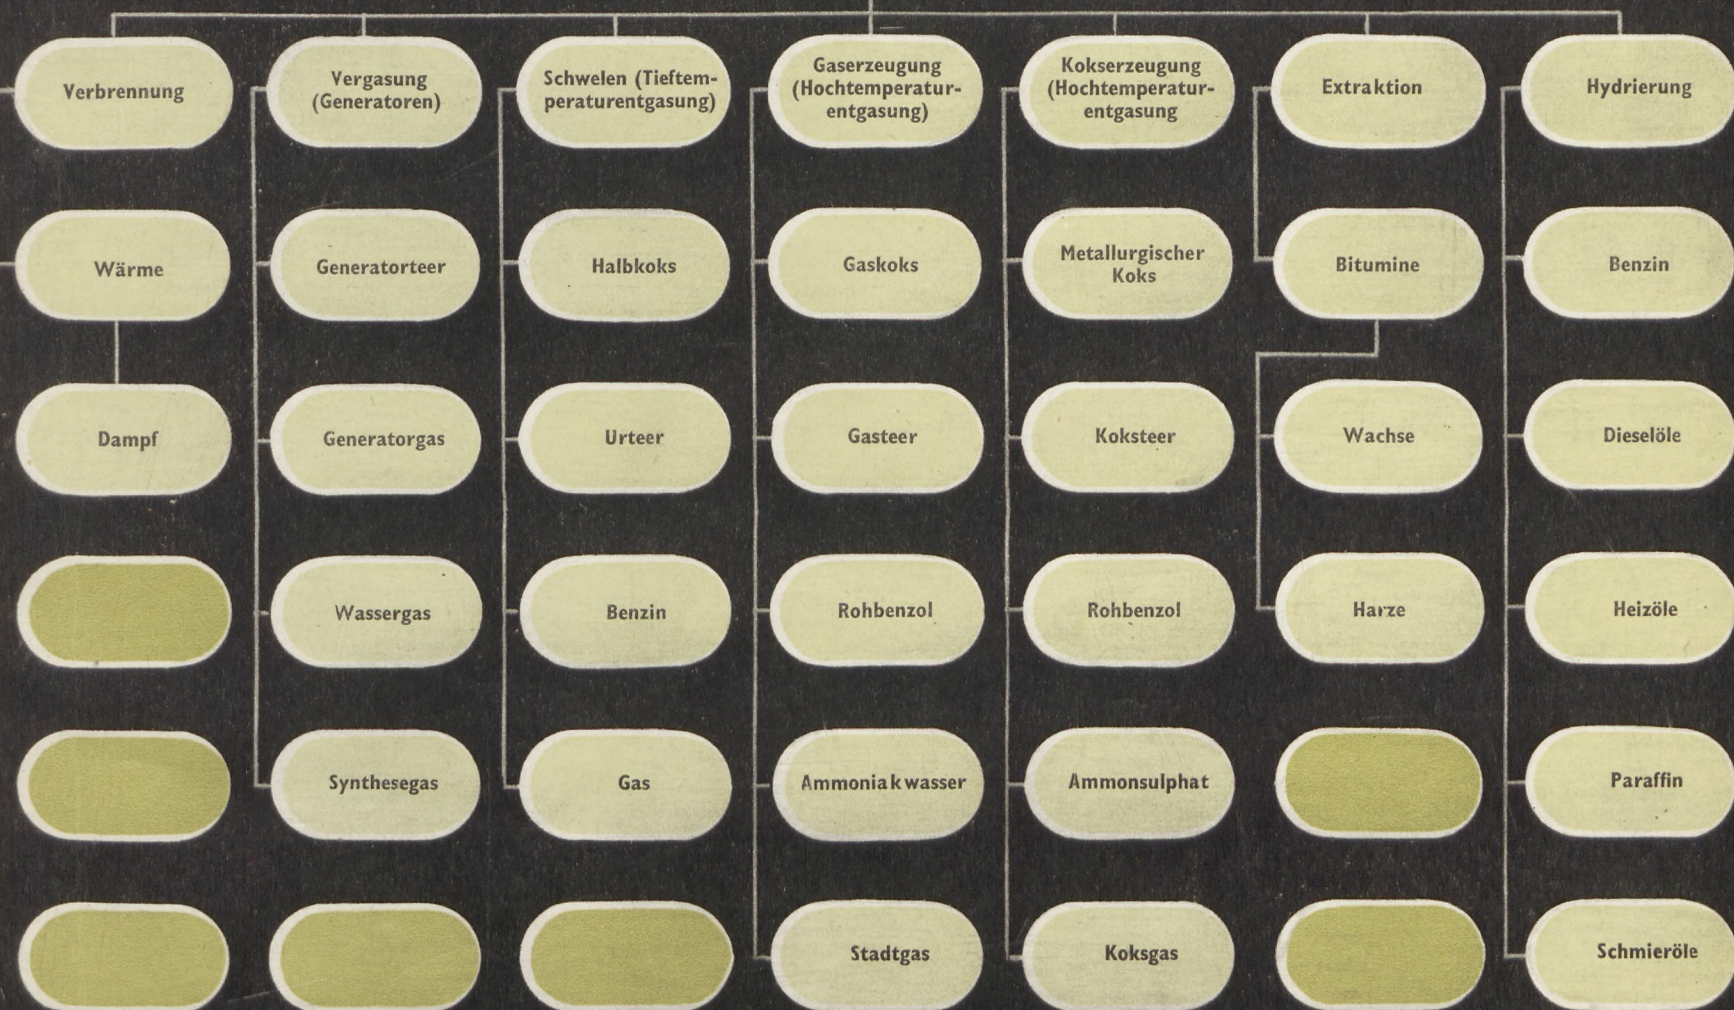 Verbrennung
Vergasung
(Generatoren)
Schwelen (Tieftem-
peraturentgasung)
Gaserzeugung
(Hochtemperatur-
entgasung)
Kokserzeugung
(Hochtemperatur-
entgasung
Extraktion
Hydrierung
Wärme
Generatorteer
Halbkoks
Gaskoks
Metallurgischer
Koks
Bitumine
Benzin
Dampf
Generatorgas
Urteer
Gasteer
Koksteer
Wachse
Dieselöle
Wassergas
Benzin
Rohbenzol
Rohbenzol
Harze
Heizöle
Synthesegas
Gas
Ammoniakwasser
Ammonsulphat
Paraffin
Stadtgas
Koksgas
Schmieröle